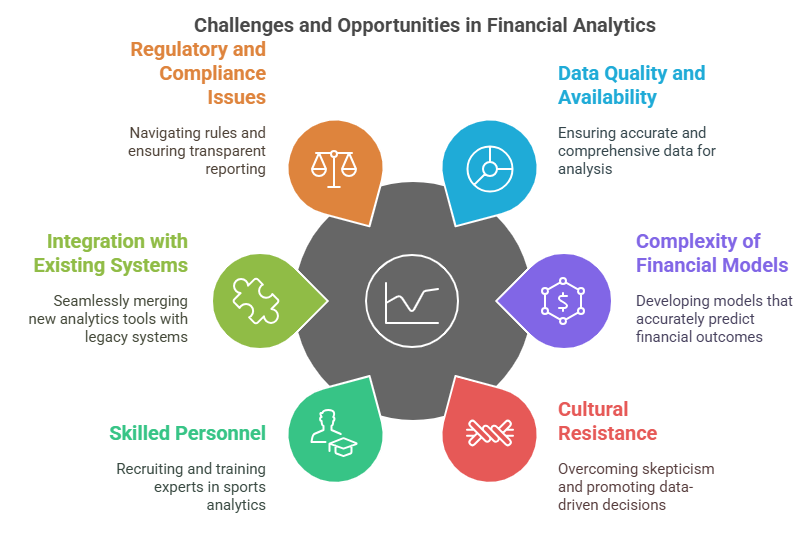 Challenges and Opportunities in Financial Analytics
Regulatory and
Compliance
Issues
Navigating rules and
ensuring transparent
reporting
Data Quality and
Availability
Ensuring accurate and
comprehensive data for
analysis
Integration with
Existing Systems
Seamlessly merging
new analytics tools with
legacy systems
Complexity of
Financial Models
Developing models that
accurately predict
financial outcomes
$
Skilled Personnel
Recruiting and training
experts in sports
analytics
Cultural
Resistance
Overcoming skepticism
and promoting data-
driven decisions